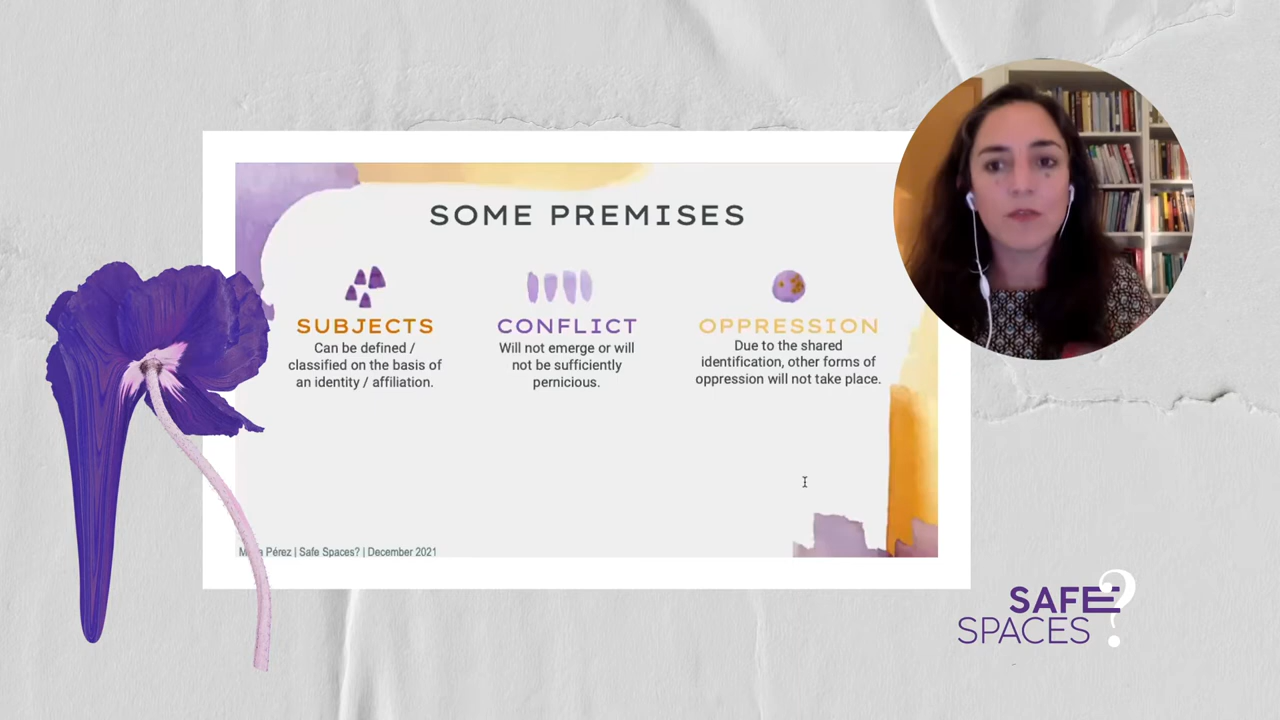 SOME PREMISES
SUBJECTS
Can be defined /
classified on the basis of
an identity / affiliation.
CONFLICT
Will not emerge or will
not be sufficiently
pernicious.
OPPRESSION
Due to the shared
identification, other forms of
oppression will not take place.
Pérez | Safe Spaces? | December 2021
SAFE
SPACES ?